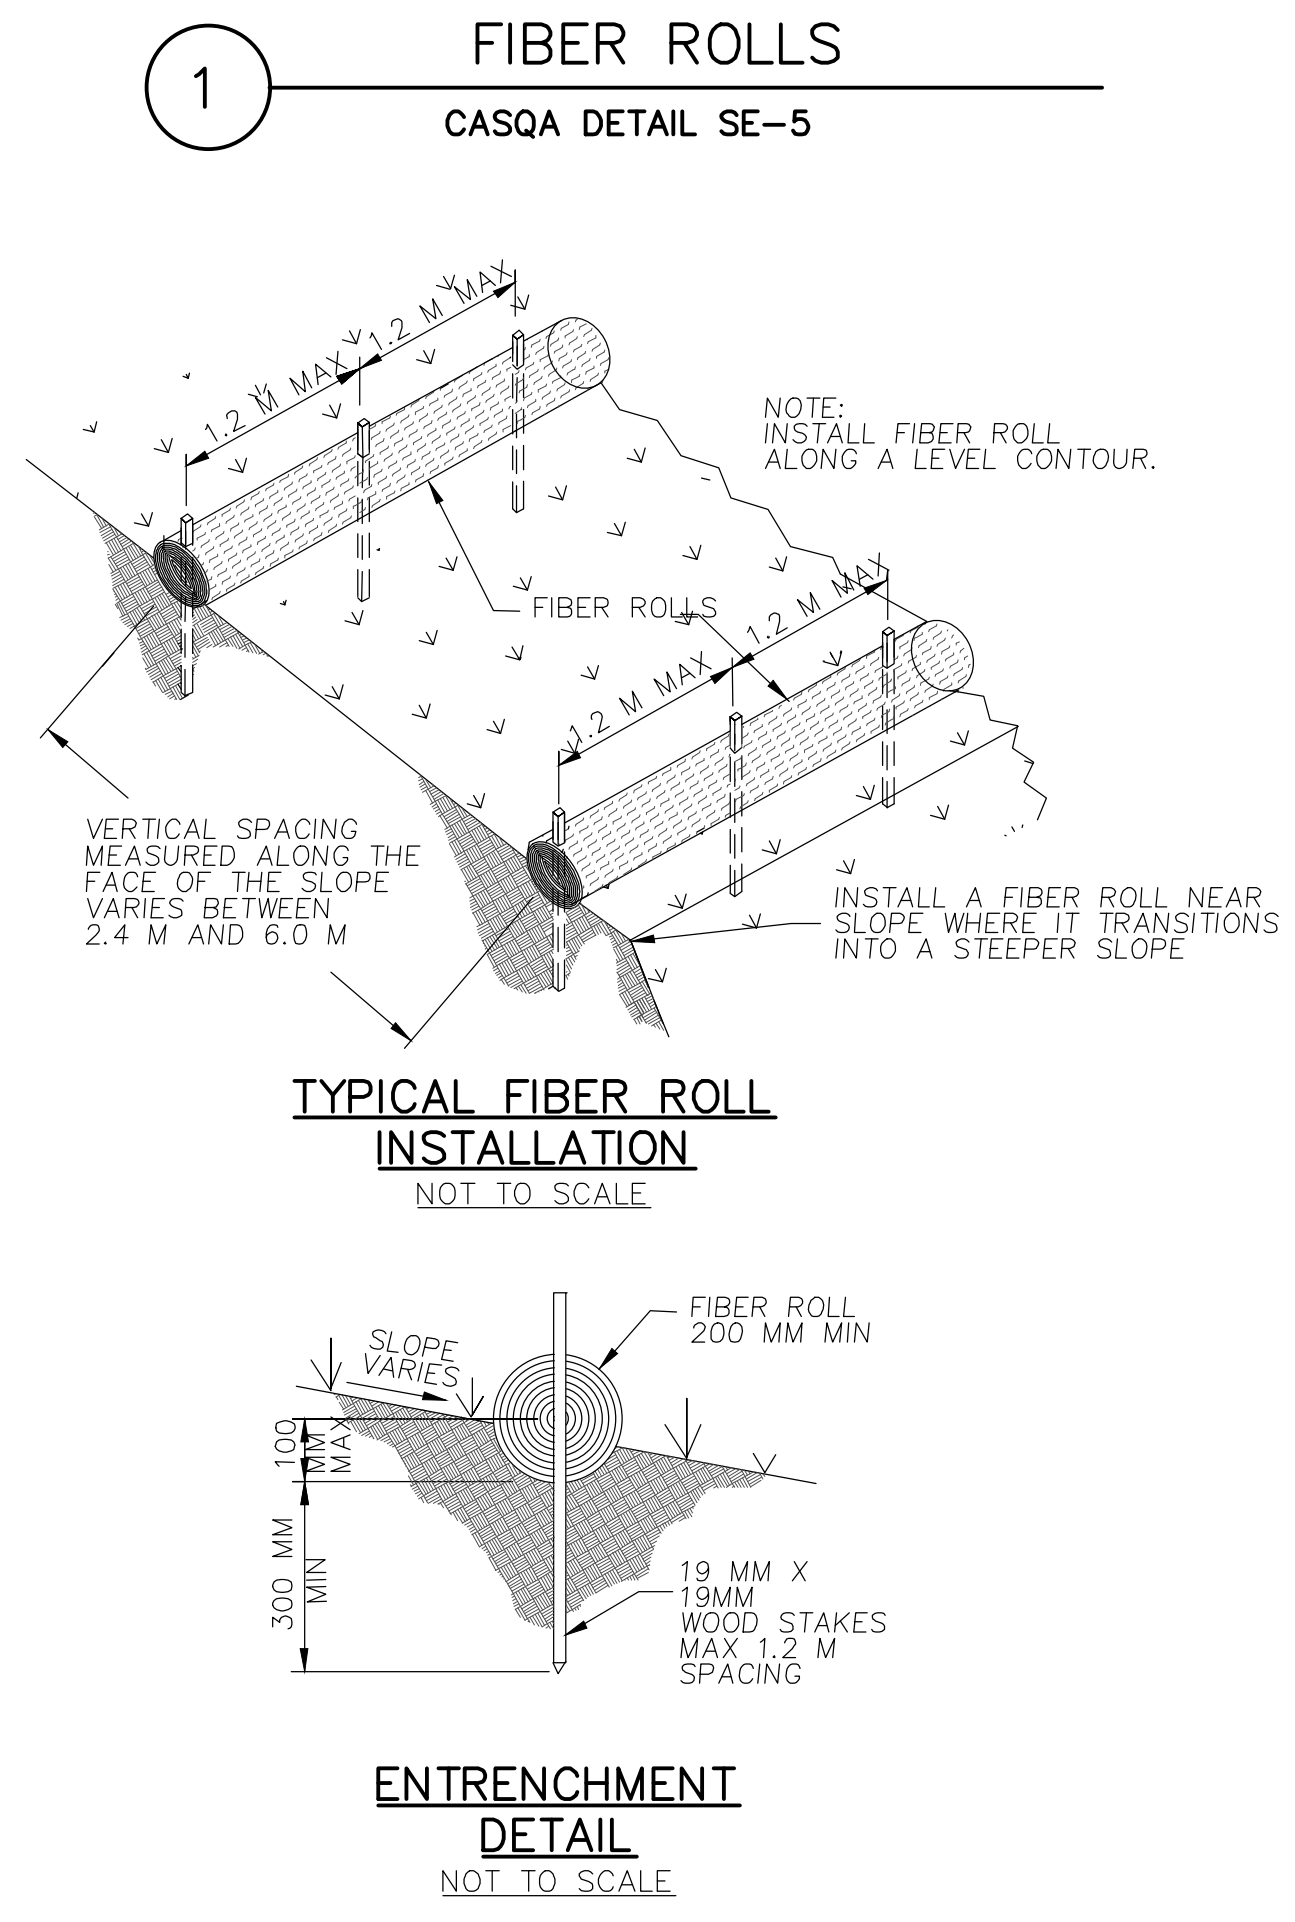 1
FIBER ROLLS
CASQA DETAIL SE-5
1.2 M MAX
1.2 M MAX
NOTE:
INSTALL FIBER ROLL
ALONG A LEVEL CONTOUR.
FIBER ROLLS
1.2 M MAX
1.2 M MAX
VERTICAL SPACING
MEASURED ALONG THE
FACE OF THE SLOPE
VARIES BETWEEN
2.4 M AND 6.0 M
INSTALL A FIBER ROLL NEAR
SLOPE WHERE IT TRANSITIONS
INTO A STEEPER SLOPE
TYPICAL FIBER ROLL
INSTALLATION
NOT TO SCALE
FIBER ROLL
200 MM MIN
SLOPE
VARIES
100
MM
MAX
300 MM
MIN
19 MM X
19MM
WOOD STAKES
MAX 1.2 M
SPACING
ENTRENCHMENT
DETAIL
NOT TO SCALE